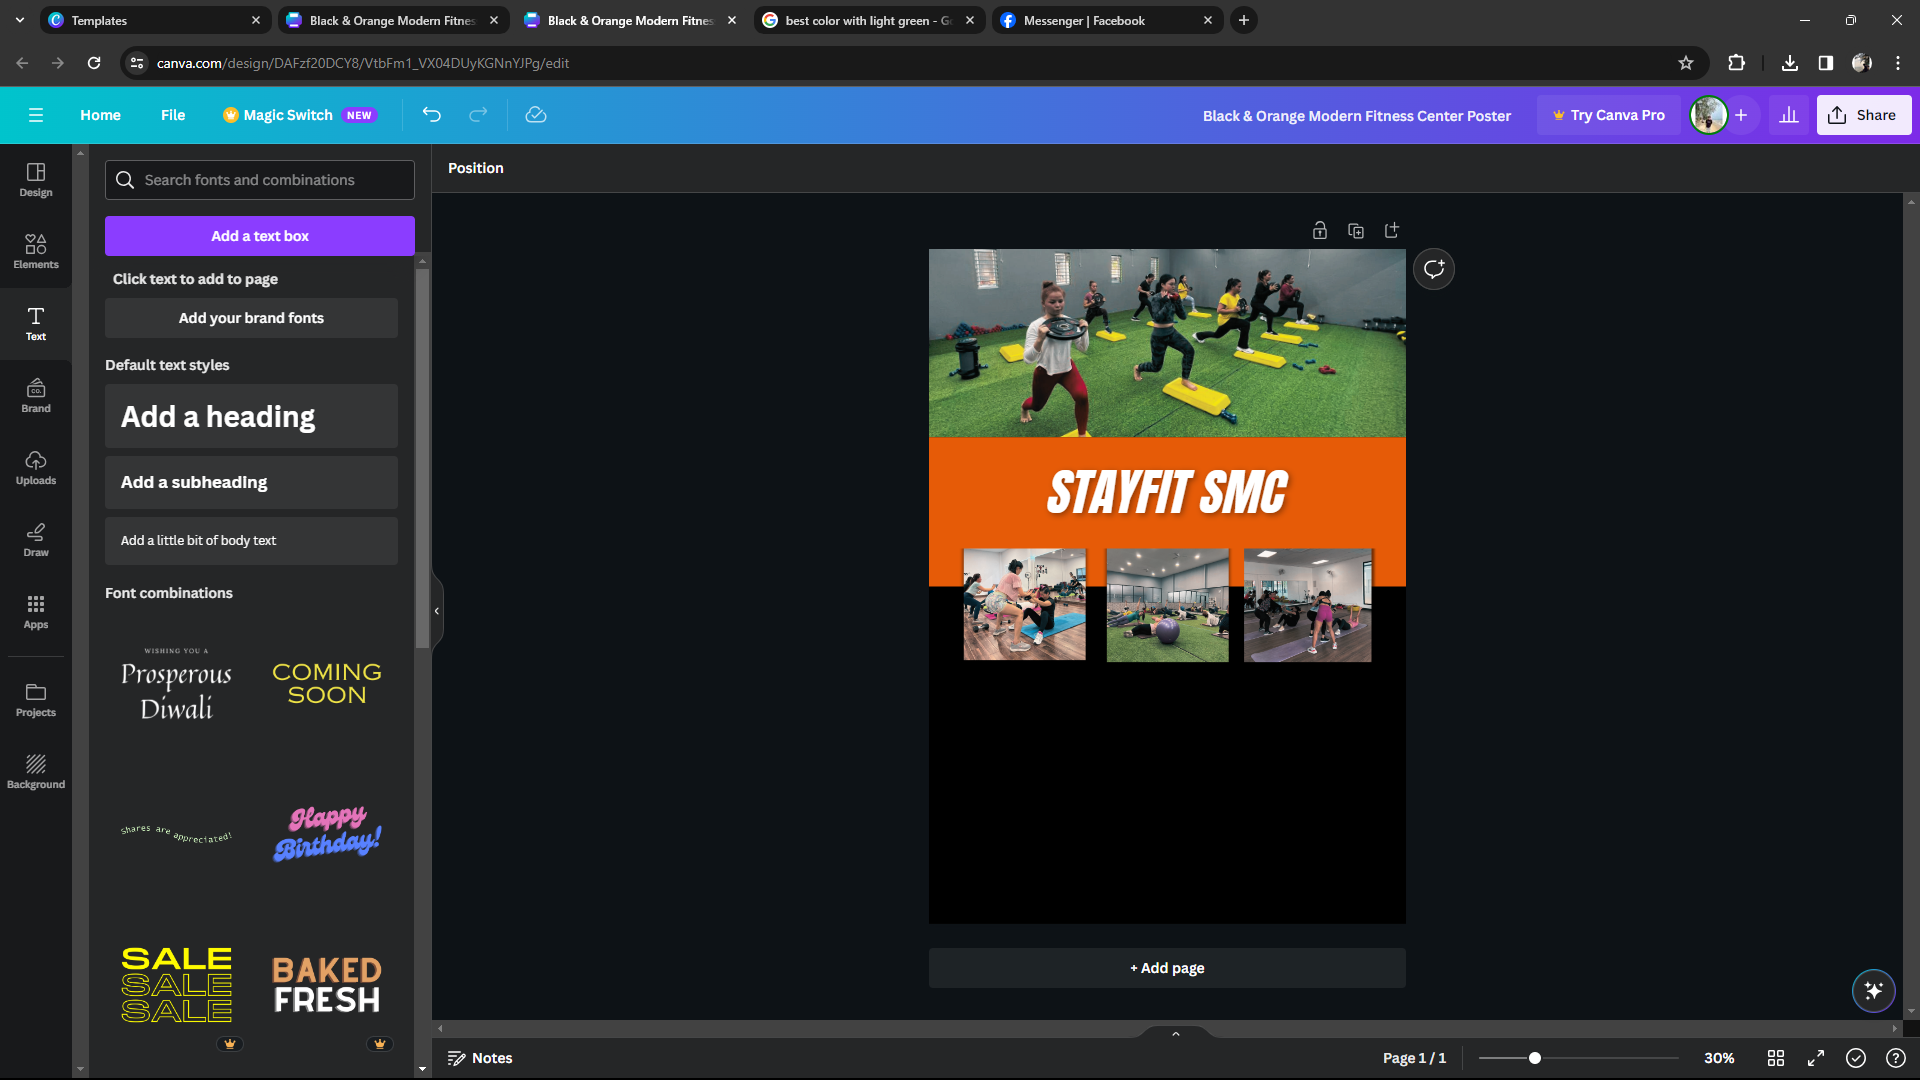 Templates
Black & Orange Modern Fitnes
Black & Orange Modern Fitnes
best color with light green - G
Messenger | Facebook
canva.com/design/DAFzf20DCY8/VtbFm1_VX04DUyKGNnYJPg/edit
Home
File
Magic Switch
NEW
Black & Orange Modern Fitness Center Poster
Try Canva Pro
Share
Design
Elements
Text
Brand
Uploads
Draw
Apps
Projects
Background
Search fonts and combinations
Add a text box
Click text to add to page
Add your brand fonts
Default text styles
Add a heading
Add a subheading
Add a little bit of body text
Font combinations
WISHING YOU A
Prosperous
Diwali
COMING
SOON
shares are appreciated!
Happy
Birthday!
SALE
SALE
SALE
BAKED
FRESH
Position
STAYFIT SMC
+ Add page
Notes
Page 1 / 1
30%